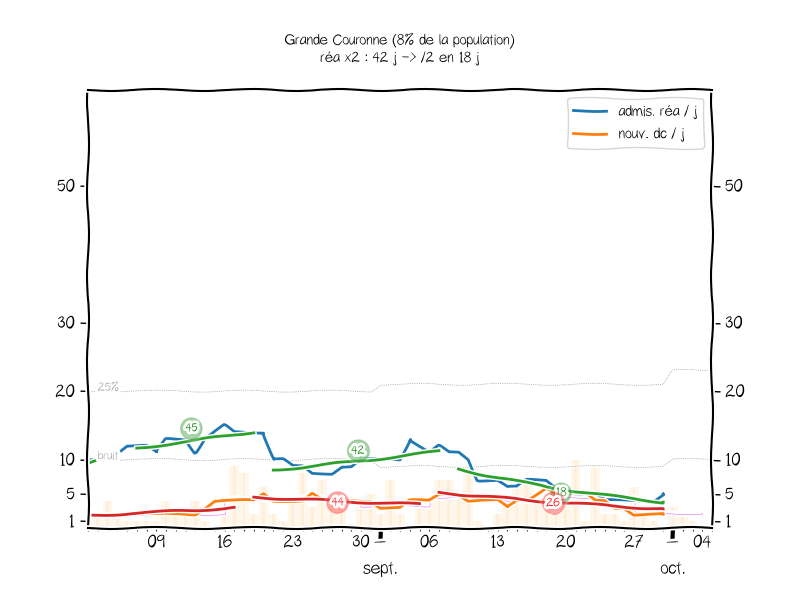 Grande Couronne (8% de la population)
réa x2 : 42 j -> /2 en 18 j
admis. réa / j
nouv. dc / j
50 50
30 30
25%
20 20
45
42
bruit
10 10
18
5 5
44 26
1 1
09 16 23 30 06 13 20 27 04
sept. oct.